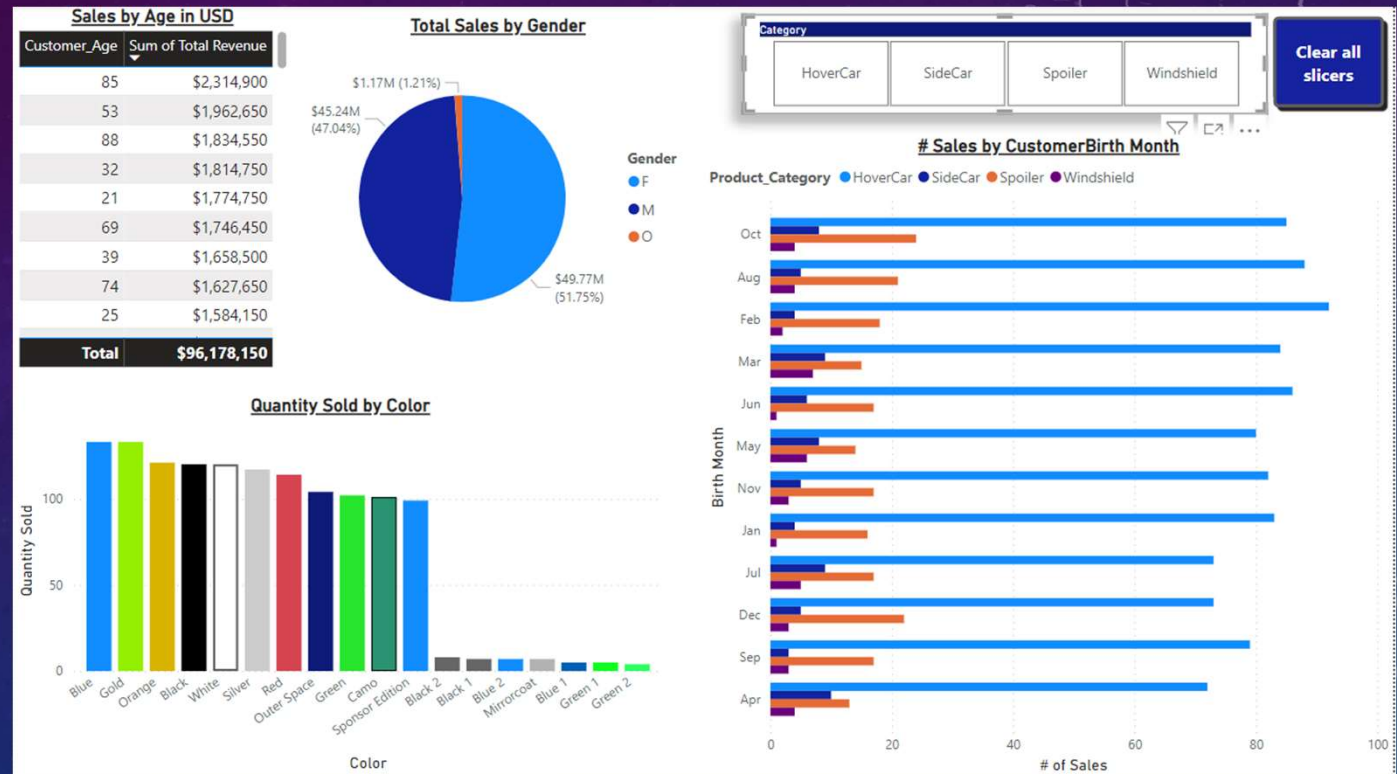 Sales by Age in USD
Customer_Age Sum of Total Revenue
85 $2,314,900
53 $1,962,650
88 $1,834,550
32 $1,814,750
21 $1,774,750
69 $1,746,450
39 $1,658,500
74 $1,627,650
25 $1,584,150
Total $96,178,150
Total Sales by Gender
$1.17M (1.21%)
$45.24M
(47.04%)
$49.77M
(51.75%)
Gender
F
M
O
Category
HoverCar SideCar Spoiler Windshield
Clear all
slicers
# Sales by CustomerBirth Month
Product_Category HoverCar SideCar Spoiler Windshield
Birth Month
Oct
Aug
Feb
Mar
Jun
May
Nov
Jan
Jul
Dec
Sep
Apr
0 20 40 60 80 100
# of Sales
Quantity Sold by Color
Quantity Sold
100
50
0
Blue Gold Orange Black White Silver Red Outer Space Green Camo Sponsor Edition Black 2 Black 1 Blue 2 Mirrorcoat Blue 1 Green 1 Green 2
Color